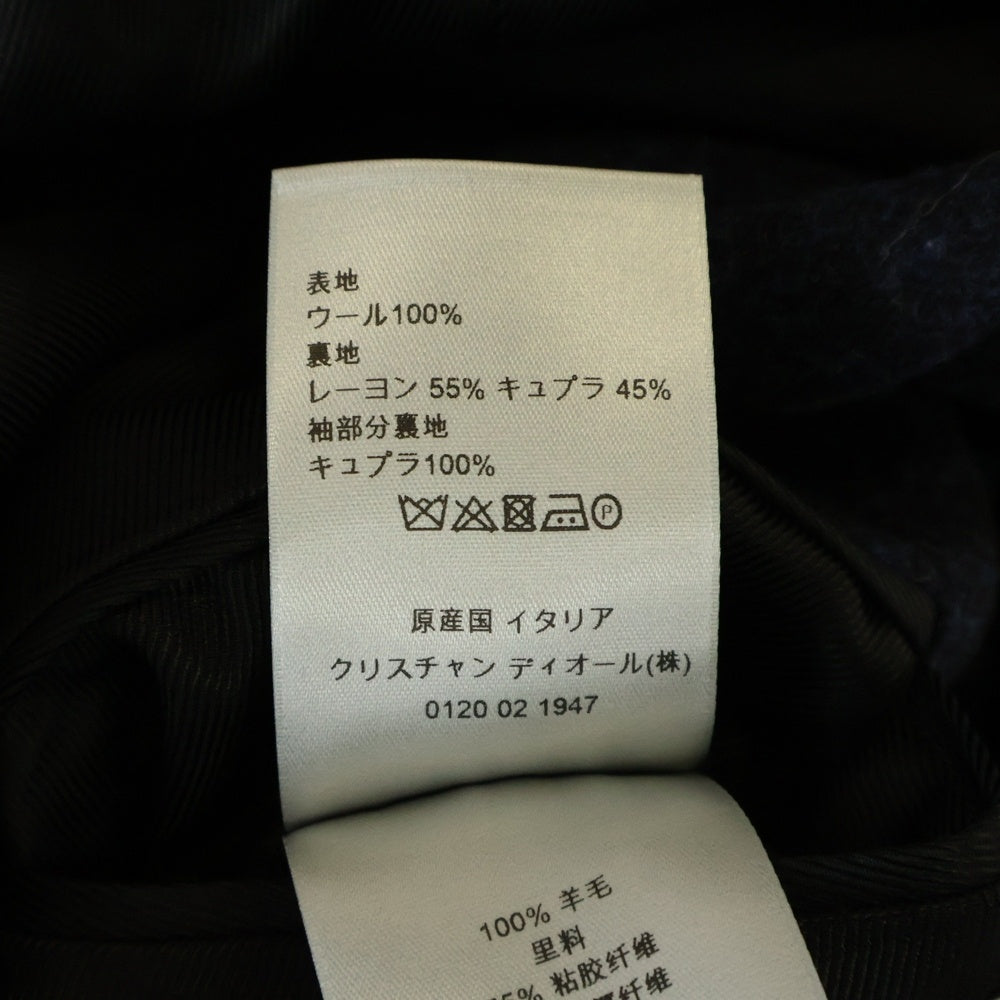 表地
ウール100%
裏地
レーヨン 55% キュプラ 45%
袖部分裏地
キュプラ100%
P
原産国 イタリア
クリスチャン ディオール(株)
0120 02 1947
100% 羊毛
里料
粘胶纤维
纤维